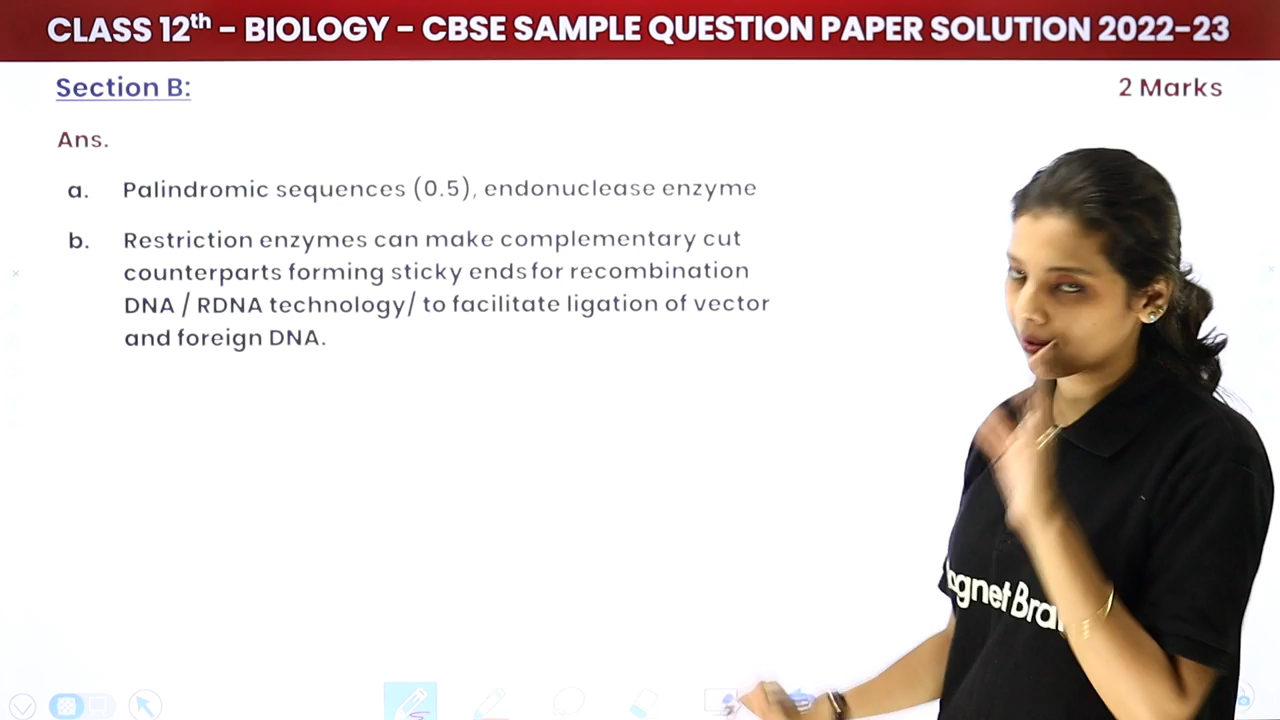 CLASS 12th – BIOLOGY – CBSE SAMPLE QUESTION PAPER SOLUTION 2022–23
Section B:
2 Marks
Ans.
a. Palindromic sequences (0.5), endonuclease enzyme
b. Restriction enzymes can make complementary cut
counterparts forming sticky ends for recombination
DNA / RDNA technology/ to facilitate ligation of vector
and foreign DNA.
agnet Bra